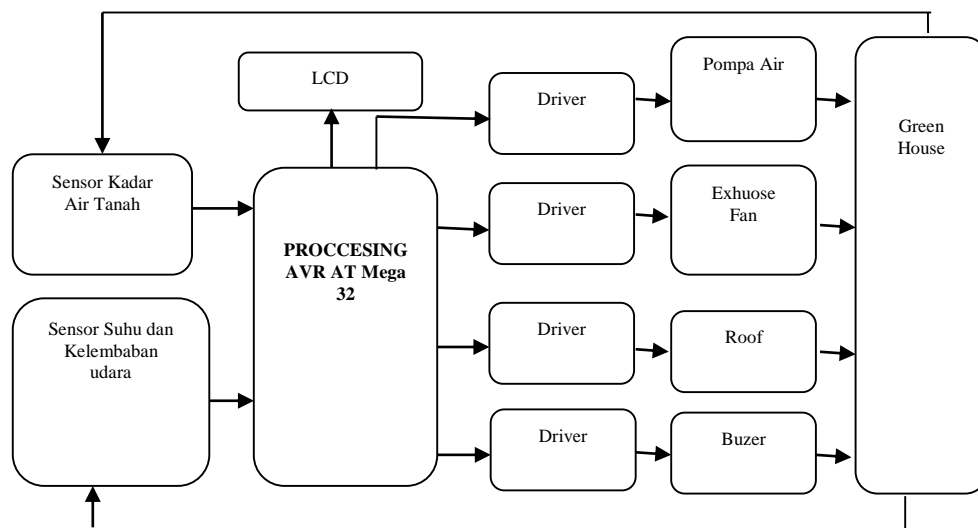 LCD
Driver
Pompa Air
Green
House
Sensor Kadar
Air Tanah
Driver
Exhuose
Fan
PROCCESING
AVR AT Mega
32
Sensor Suhu dan
Kelembaban
udara
Driver
Roof
Driver
Buzer